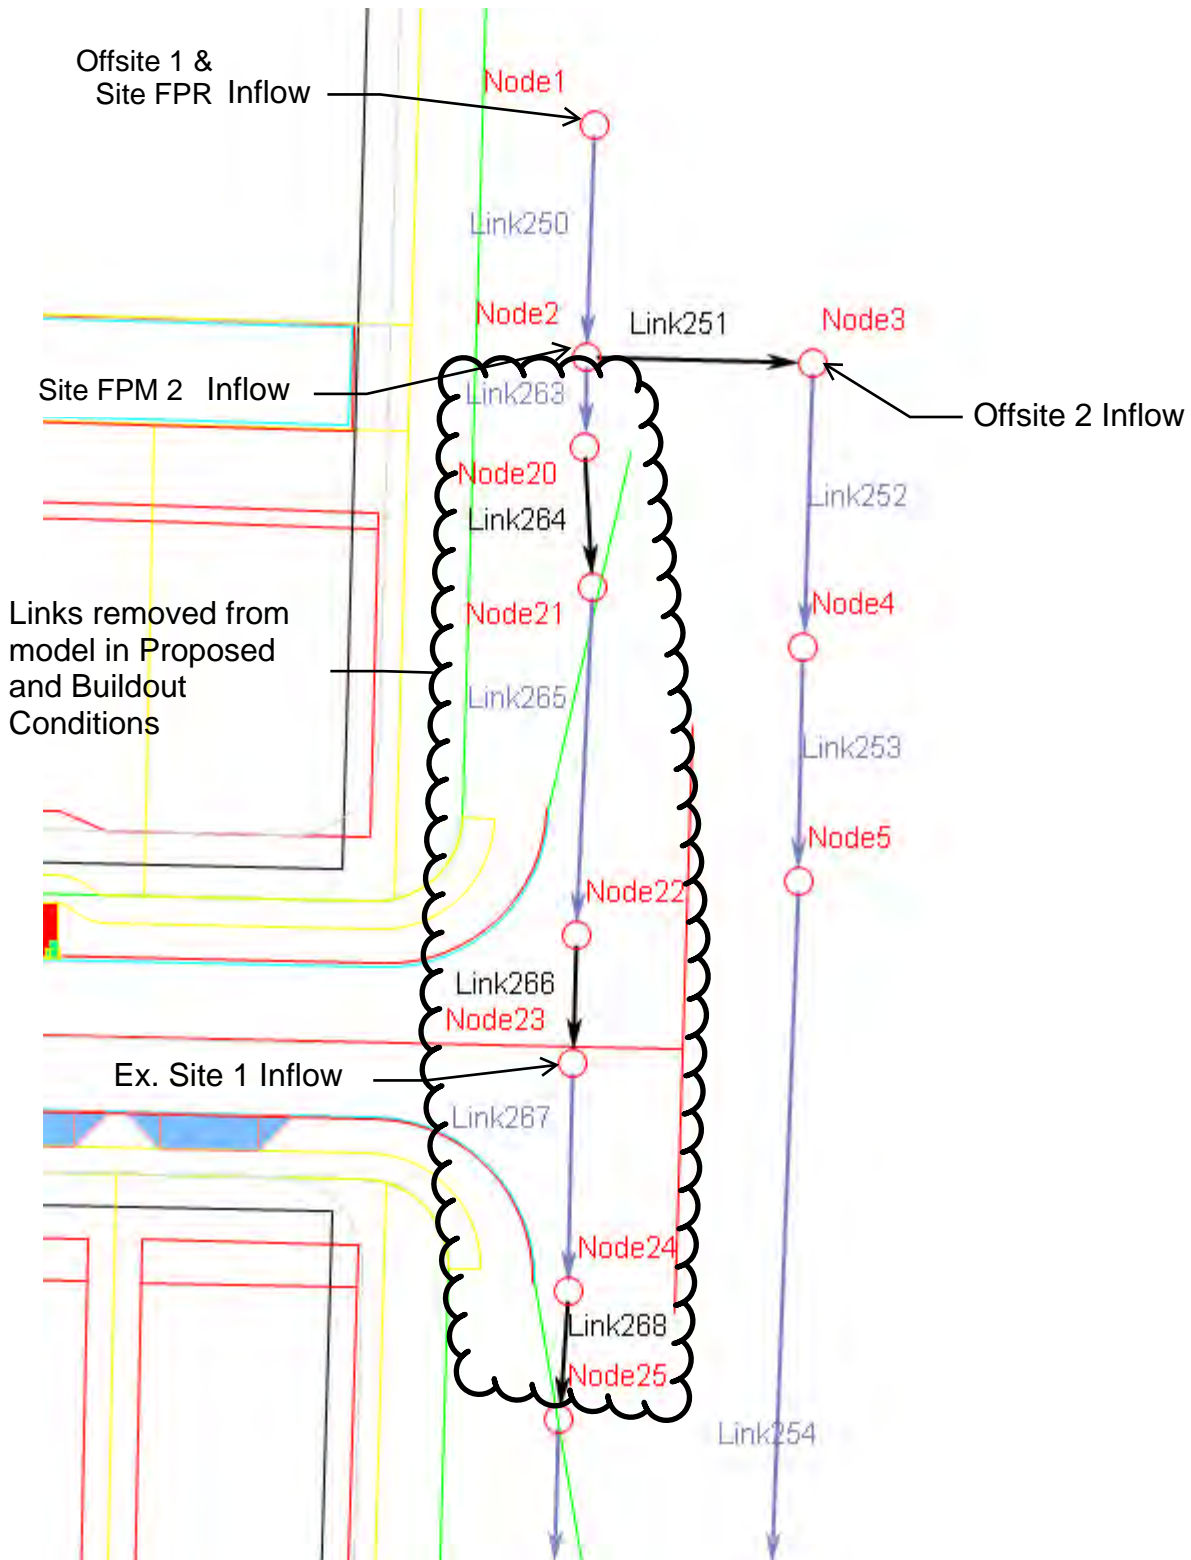 Offsite 1 &
Site FPR Inflow
Node1
Link250
Node2
Link251
Node3
Site FPM 2 Inflow
Link263
Offsite 2 Inflow
Node20
Link252
Link264
Links removed from
model in Proposed
and Buildout
Conditions
Node21
Node4
Link265
Link253
Node5
Node22
Link266
Node23
Ex. Site 1 Inflow
Link267
Node24
Link268
Node25
Link254